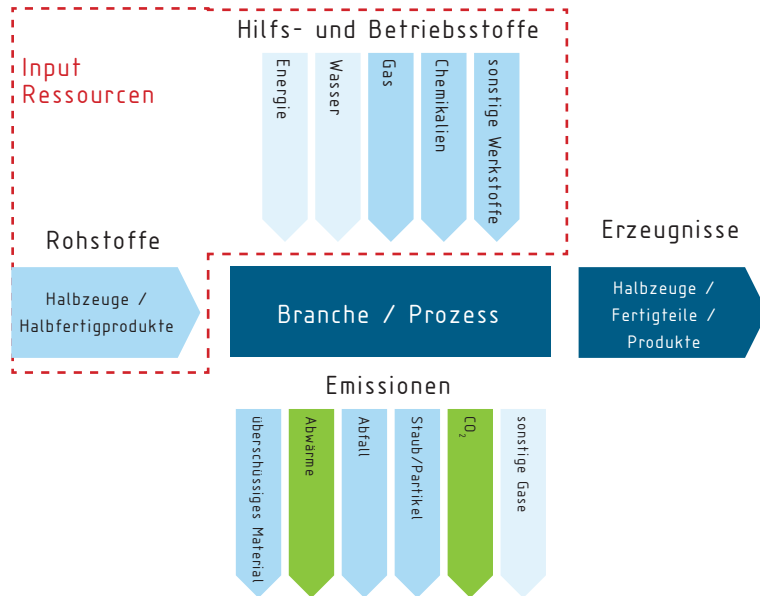 Hilfs- und Betriebsstoffe
Input
Ressourcen
Energie
Wasser
Gas
Chemikalien
sonstige Werkstoffe
Rohstoffe
Erzeugnisse
Halbzeuge /
Halbfertigprodukte
Branche / Prozess
Halbzeuge /
Fertigteile /
Produkte
Emissionen
überschüssiges Material
Abwärme
Abfall
Staub/Partikel
CO₂
sonstige Gase